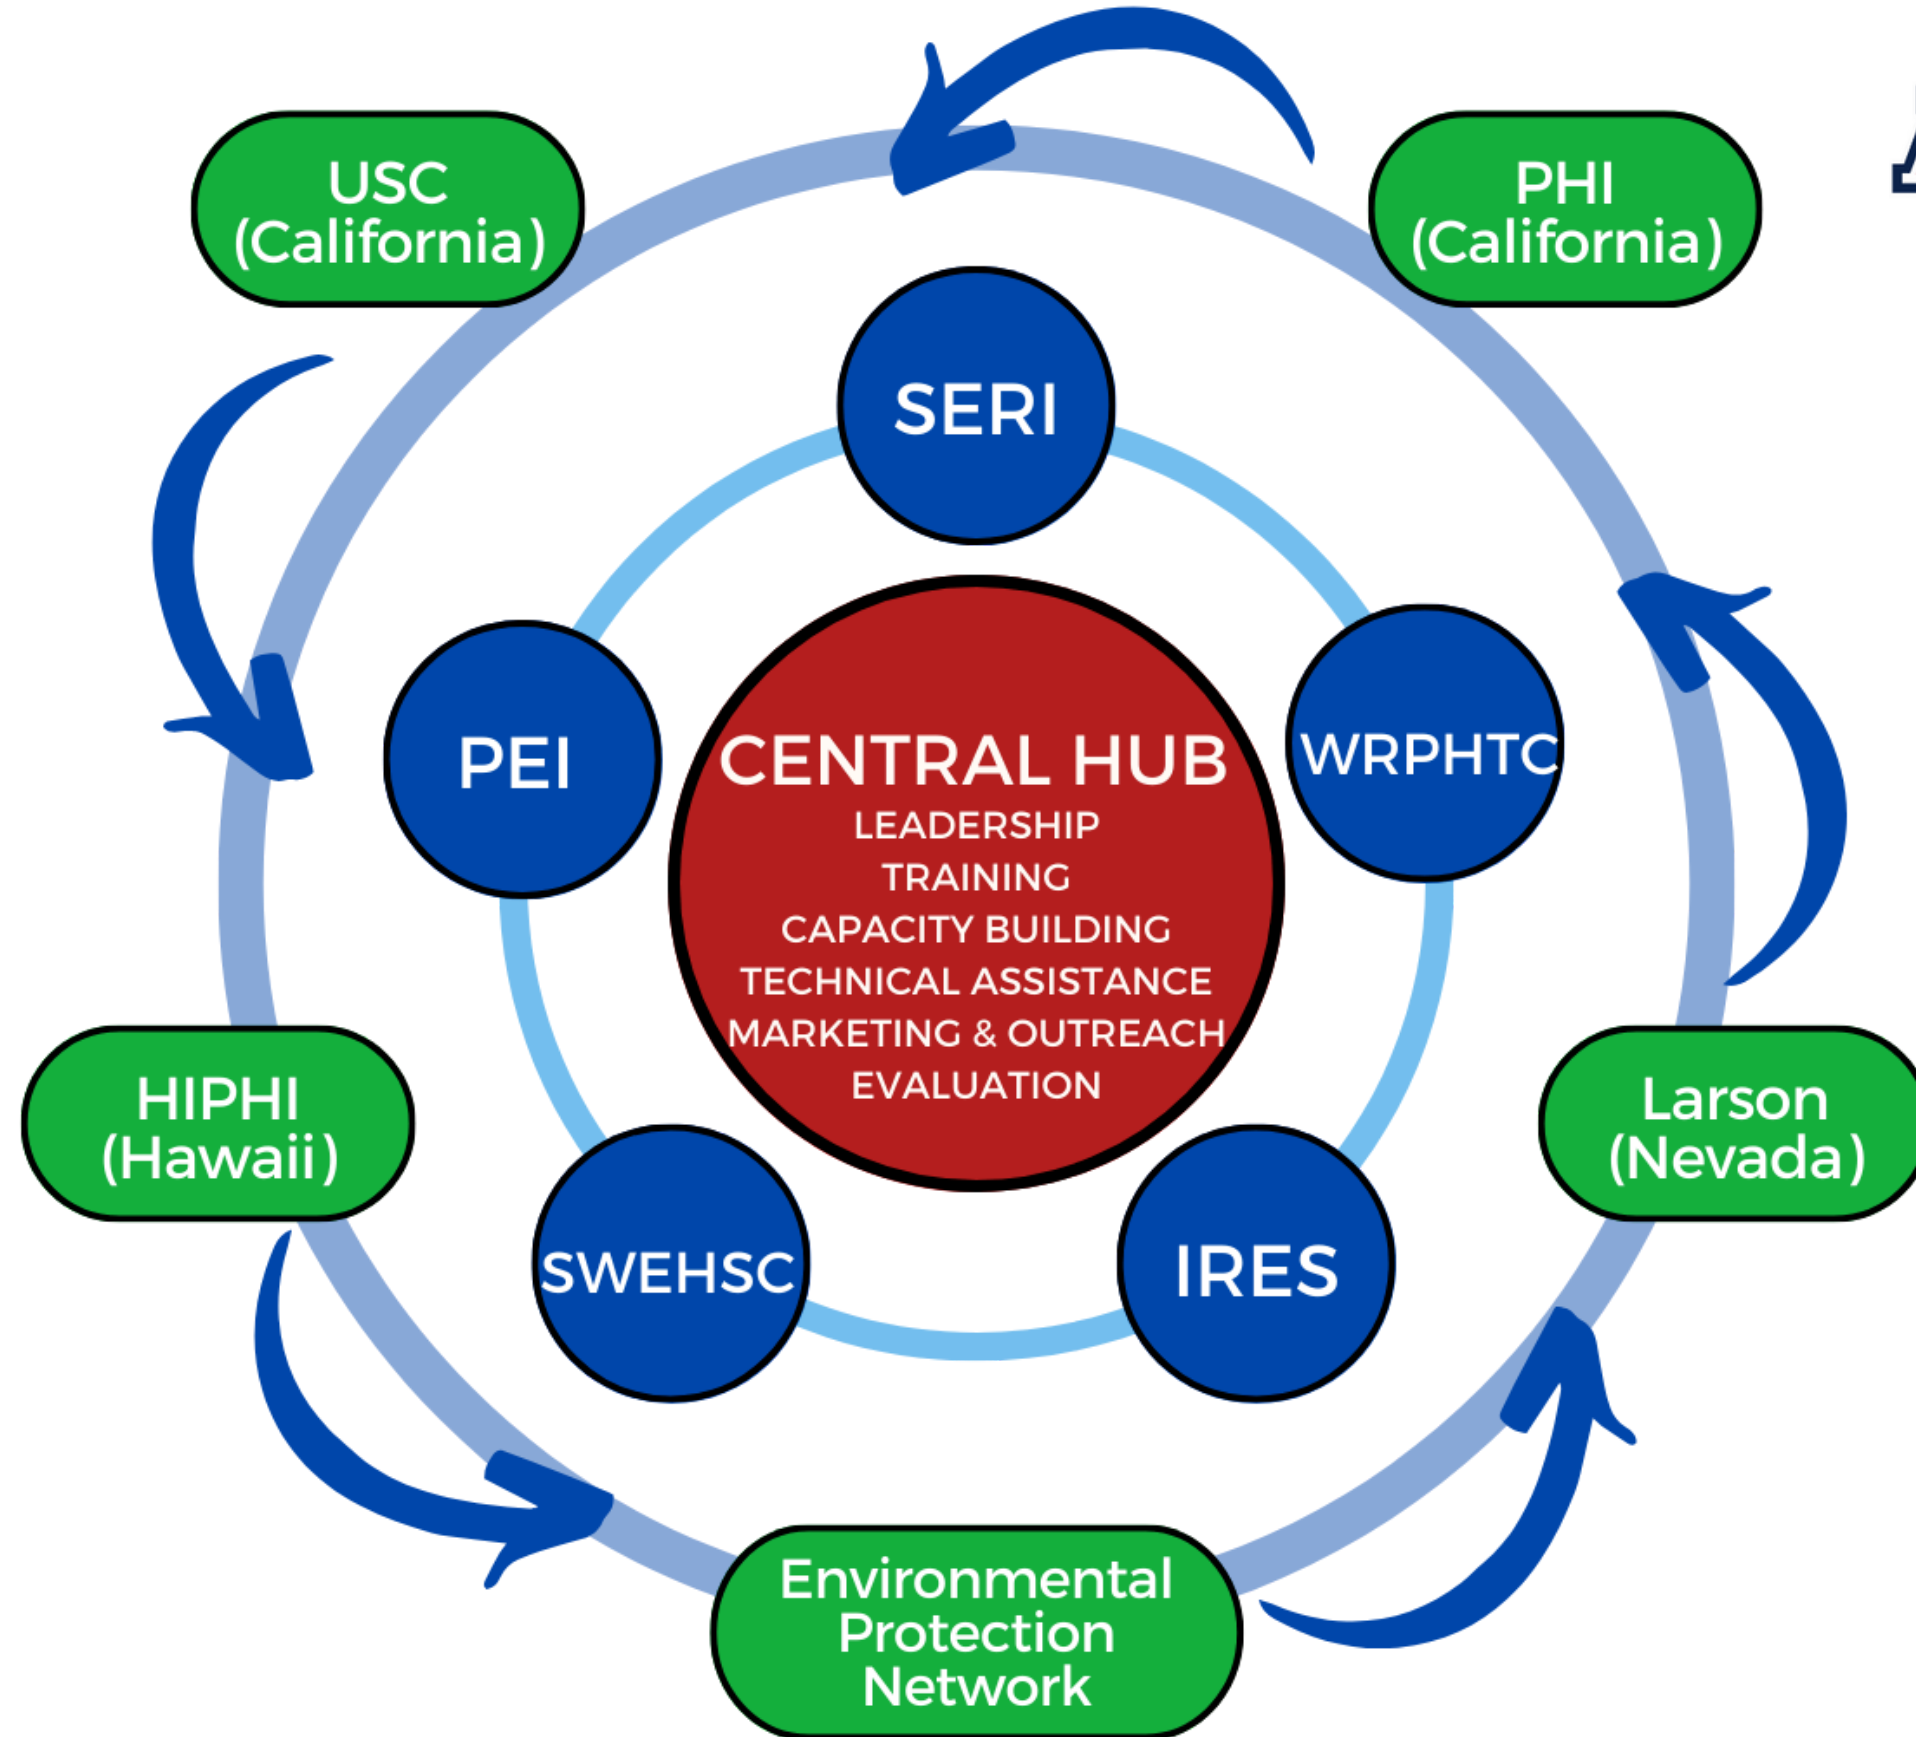 USC
(California)
PHI
(California)
SERI
PEI
WRPHTC
CENTRAL HUB
LEADERSHIP
TRAINING
CAPACITY BUILDING
TECHNICAL ASSISTANCE
MARKETING & OUTREACH
EVALUATION
HIPHI
(Hawaii)
Larson
(Nevada)
SWEHSC
IRES
Environmental
Protection
Network